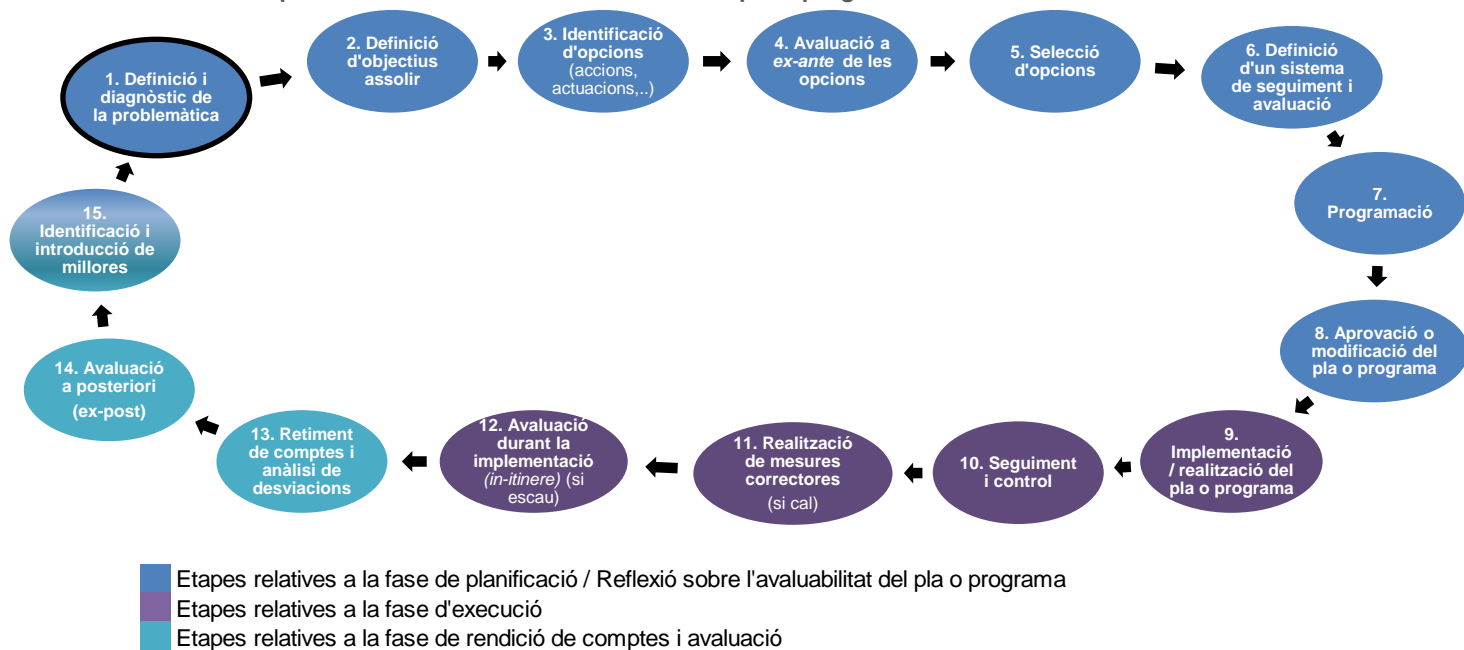 1. Definició i
diagnòstic de
la problemàtica
2. Definició
d'objectius
assolir
3. Identificació
d'opcions
(accions,
actuacions,..)
4. Avaluació a
ex-ante de les
opcions
5. Selecció
d'opcions
6. Definició
d'un sistema
de seguiment i
avaluació
7.
Programació
8. Aprovació o
modificació del
pla o programa
9.
Implementació
/ realització del
pla o programa
10. Seguiment
i control
11. Realització
de mesures
correctores
(si cal)
12. Avaluació
durant la
implementació
(in-itinere) (si
escau)
13. Retiment
de comptes i
anàlisi de
desviacions
14. Avaluació
a posteriori
(ex-post)
15.
Identificació i
introducció de
millores
Etapes relatives a la fase de planificació / Reflexió sobre l'avaluabilitat del pla o programa
Etapes relatives a la fase d'execució
Etapes relatives a la fase de rendició de comptes i avaluació